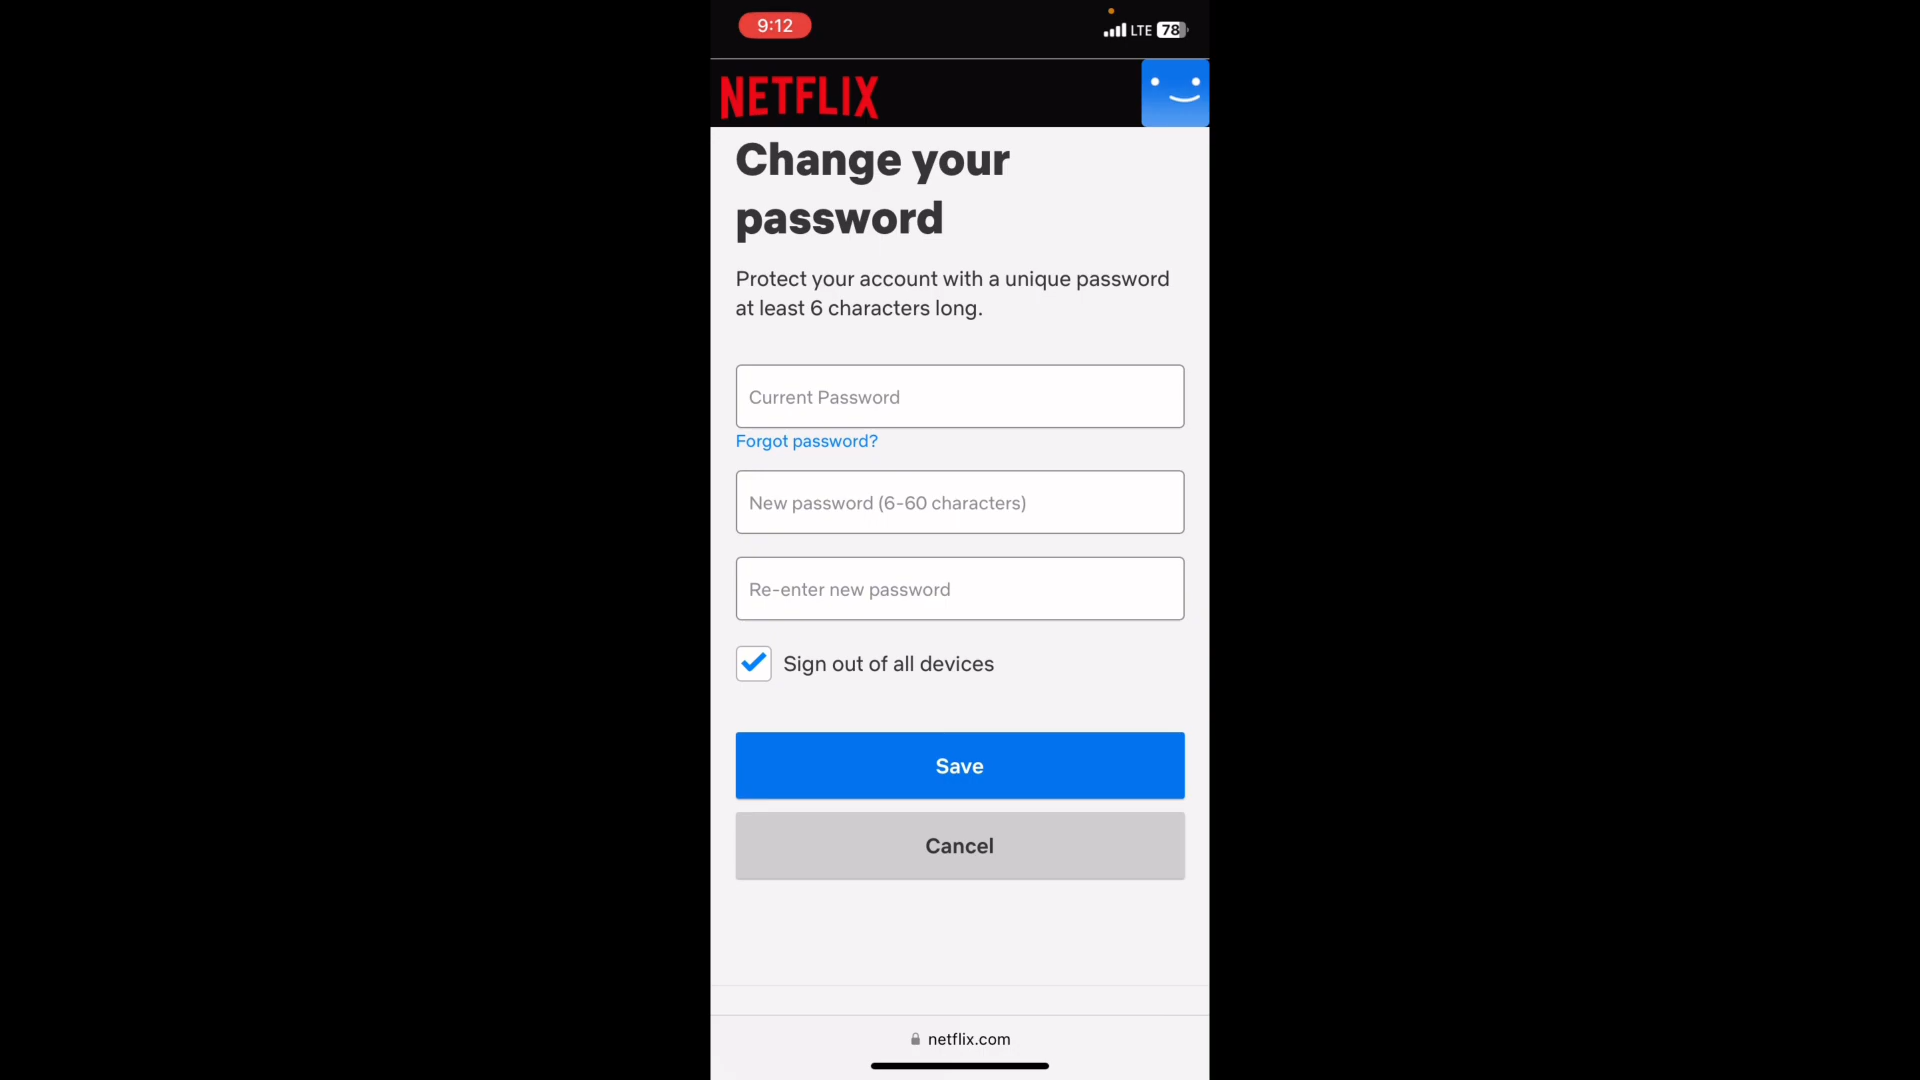 9:12
LTE 78
NETFLIX
Change your
password
Protect your account with a unique password
at least 6 characters long.
Current Password
Forgot password?
New password (6-60 characters)
Re-enter new password
Sign out of all devices
Save
Cancel
netflix.com